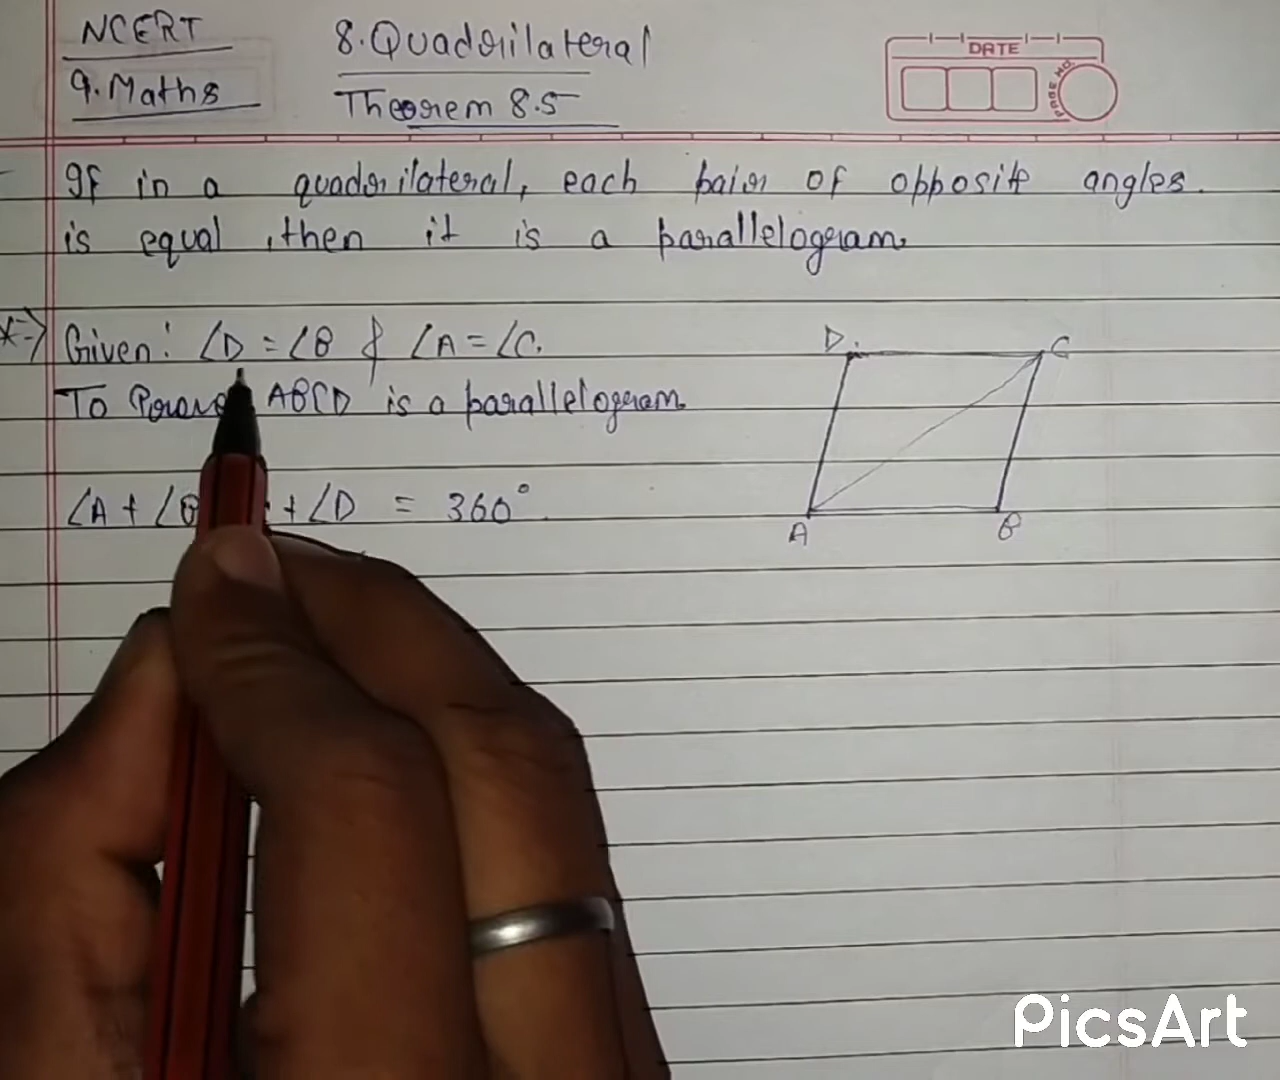 NCERT
9. Maths
8. Quadrilateral
Theorem 8.5
DATE
PAGE NO.
If in a quadrilateral, each pair of opposite angles.
is equal, then it is a parallelogram.
*=> Given: ∠D = ∠B & ∠A = ∠C.
To Prove ABCD is a parallelogram.
∠A + ∠B + ∠D = 360°.
D.
C
A
B
PicsArt